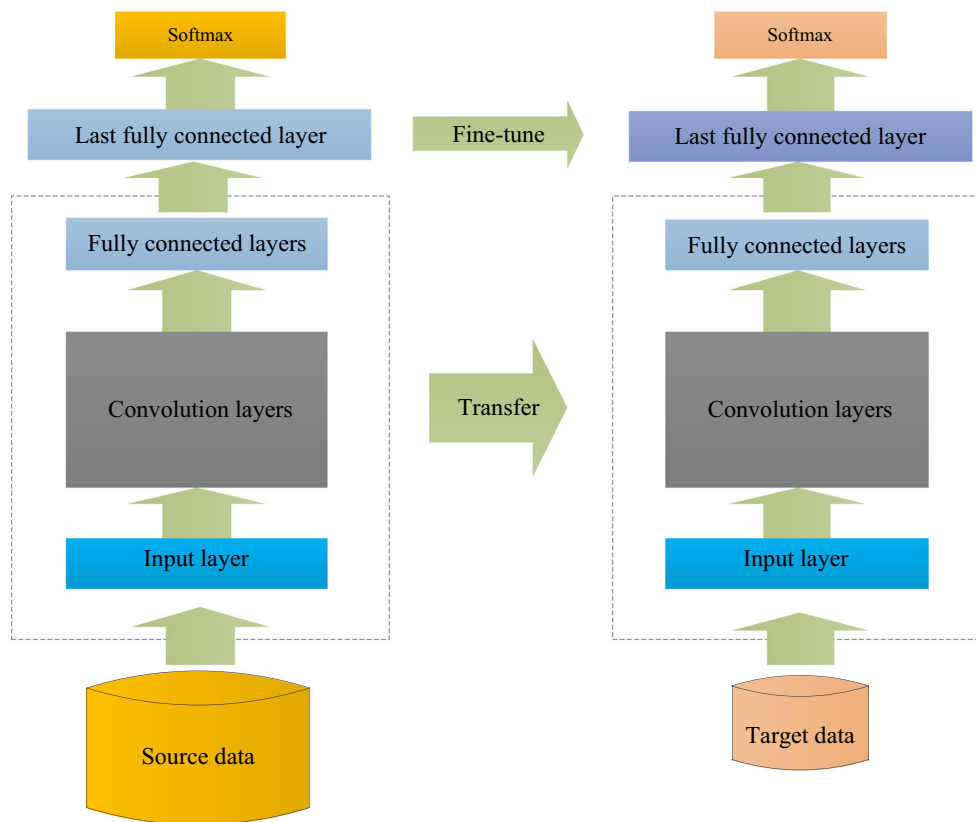 Softmax
Softmax
Last fully connected layer
Fine-tune
Last fully connected layer
Fully connected layers
Fully connected layers
Convolution layers
Transfer
Convolution layers
Input layer
Input layer
Source data
Target data